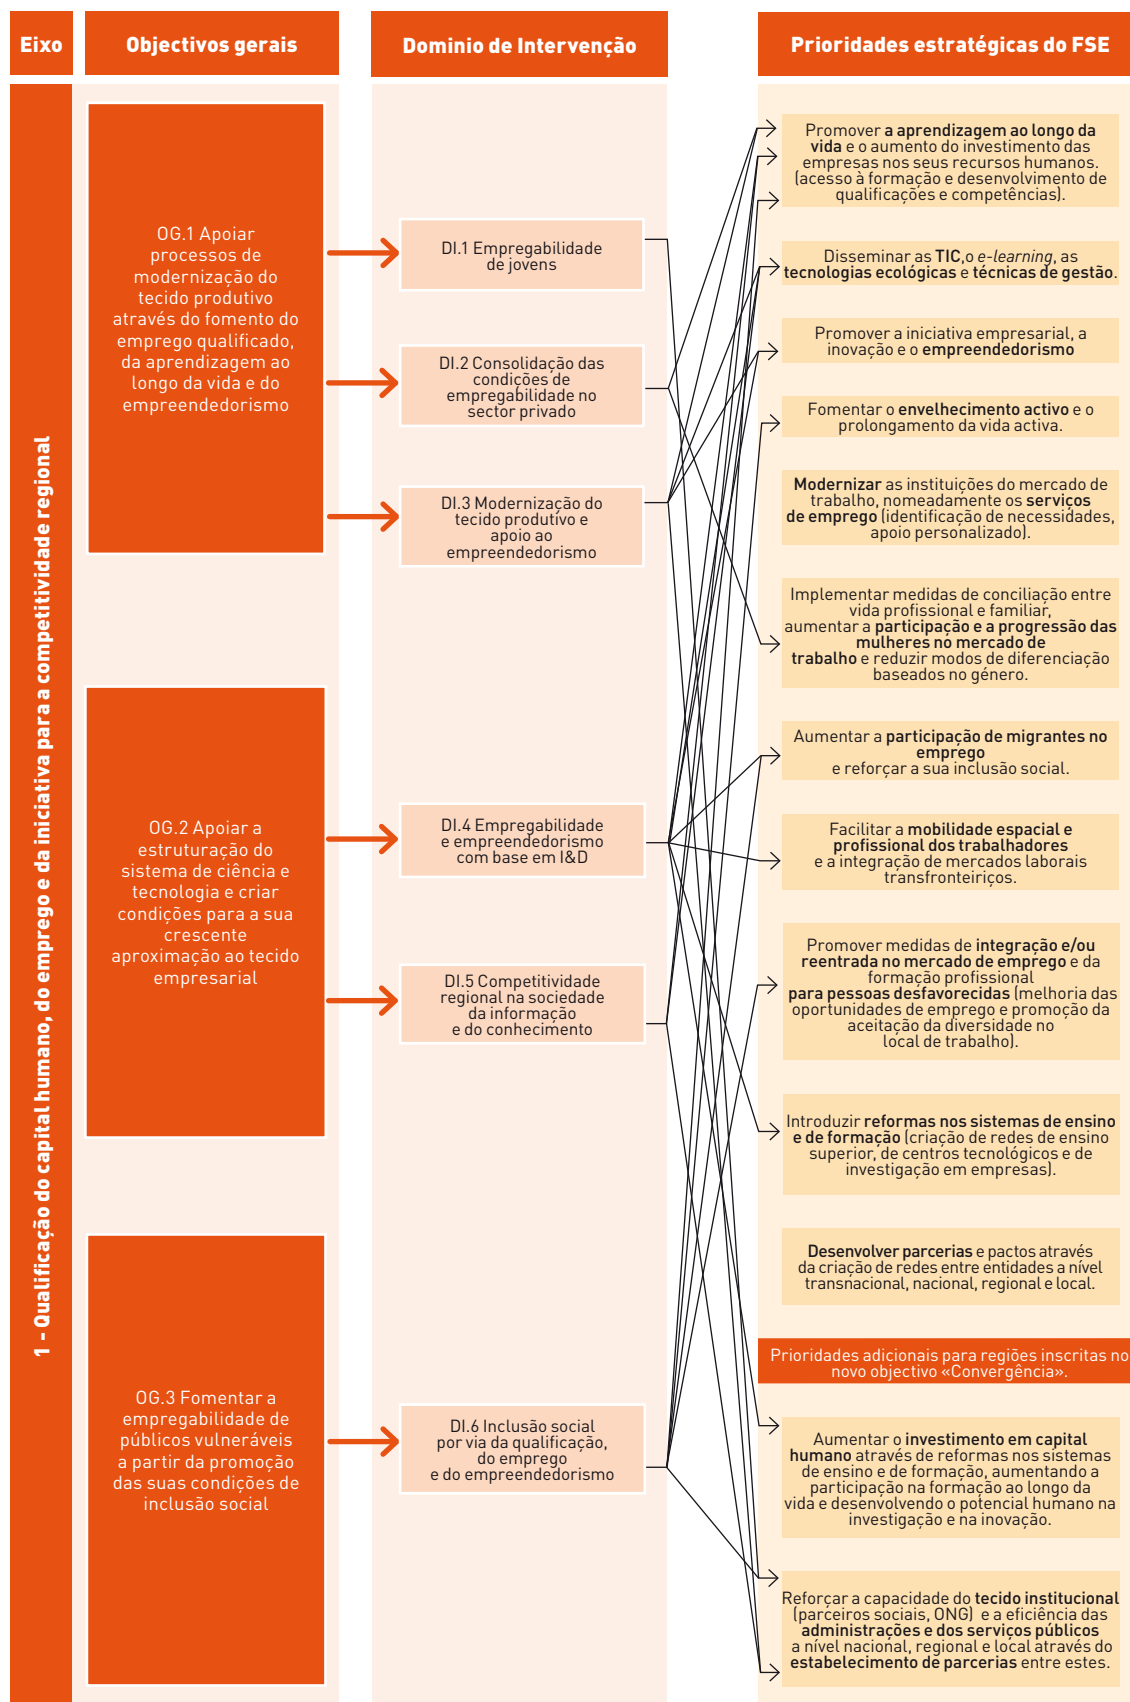 Eixo
Objectivos gerais
Dominio de Intervenção
Prioridades estratégicas do FSE
1 - Qualificação do capital humano, do emprego e da iniciativa para a competitividade regional
OG.1 Apoiar
processos de
modernização do
tecido produtivo
através do fomento do
emprego qualificado,
da aprendizagem ao
longo da vida e do
empreendedorismo
OG.2 Apoiar a
estruturação do
sistema de ciência e
tecnologia e criar
condições para a sua
crescente
aproximação ao tecido
empresarial
OG.3 Fomentar a
empregabilidade de
públicos vulneráveis
a partir da promoção
das suas condições de
inclusão social
DI.1 Empregabilidade
de jovens
DI.2 Consolidação das
condições de
empregabilidade no
sector privado
DI.3 Modernização do
tecido produtivo e
apoio ao
empreendedorismo
DI.4 Empregabilidade
e empreendedorismo
com base em I&D
DI.5 Competitividade
regional na sociedade
da informação
e do conhecimento
DI.6 Inclusão social
por via da qualificação,
do emprego
e do empreendedorismo
Promover a aprendizagem ao longo da
vida e o aumento do investimento das
empresas nos seus recursos humanos.
(acesso à formação e desenvolvimento de
qualificações e competências).
Disseminar as TIC,o e-learning, as
tecnologias ecológicas e técnicas de gestão.
Promover a iniciativa empresarial, a
inovação e o empreendedorismo
Fomentar o envelhecimento activo e o
prolongamento da vida activa.
Modernizar as instituições do mercado de
trabalho, nomeadamente os serviços
de emprego (identificação de necessidades,
apoio personalizado).
Implementar medidas de conciliação entre
vida profissional e familiar,
aumentar a participação e a progressão das
mulheres no mercado de
trabalho e reduzir modos de diferenciação
baseados no género.
Aumentar a participação de migrantes no
emprego
e reforçar a sua inclusão social.
Facilitar a mobilidade espacial e
profissional dos trabalhadores
e a integração de mercados laborais
transfronteiriços.
Promover medidas de integração e/ou
reentrada no mercado de emprego e da
formação profissional
para pessoas desfavorecidas (melhoria das
oportunidades de emprego e promoção da
aceitação da diversidade no
local de trabalho).
Introduzir reformas nos sistemas de ensino
e de formação (criação de redes de ensino
superior, de centros tecnológicos e de
investigação em empresas).
Desenvolver parcerias e pactos através
da criação de redes entre entidades a nível
transnacional, nacional, regional e local.
Prioridades adicionais para regiões inscritas no
novo objectivo «Convergência».
Aumentar o investimento em capital
humano através de reformas nos sistemas
de ensino e de formação, aumentando a
participação na formação ao longo da
vida e desenvolvendo o potencial humano na
investigação e na inovação.
Reforçar a capacidade do tecido institucional
(parceiros sociais, ONG) e a eficiência das
administrações e dos serviços públicos
a nível nacional, regional e local através do
estabelecimento de parcerias entre estes.